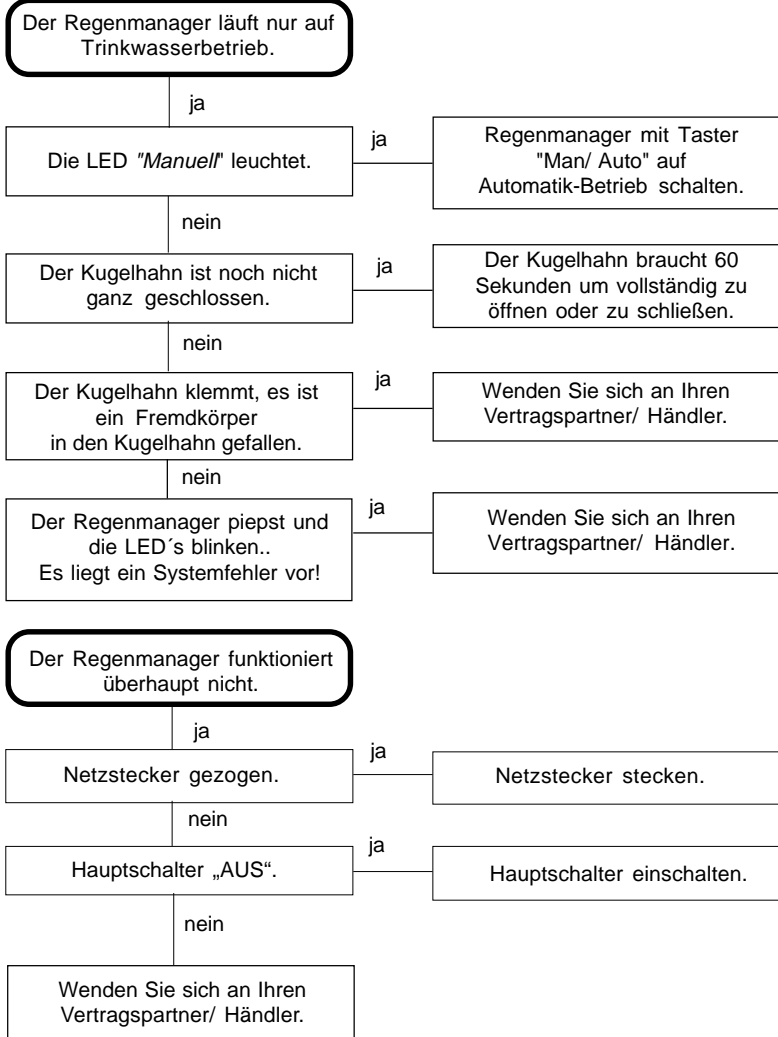 Der Regenmanager läuft nur auf
Trinkwasserbetrieb.
ja
Die LED "Manuell" leuchtet.
ja
Regenmanager mit Taster
"Man/ Auto" auf
Automatik-Betrieb schalten.
nein
Der Kugelhahn ist noch nicht
ganz geschlossen.
ja
Der Kugelhahn braucht 60
Sekunden um vollständig zu
öffnen oder zu schließen.
nein
Der Kugelhahn klemmt, es ist
ein Fremdkörper
in den Kugelhahn gefallen.
ja
Wenden Sie sich an Ihren
Vertragspartner/ Händler.
nein
Der Regenmanager piepst und
die LED´s blinken..
Es liegt ein Systemfehler vor!
ja
Wenden Sie sich an Ihren
Vertragspartner/ Händler.
Der Regenmanager funktioniert
überhaupt nicht.
ja
Netzstecker gezogen.
ja
Netzstecker stecken.
nein
Hauptschalter „AUS“.
ja
Hauptschalter einschalten.
nein
Wenden Sie sich an Ihren
Vertragspartner/ Händler.